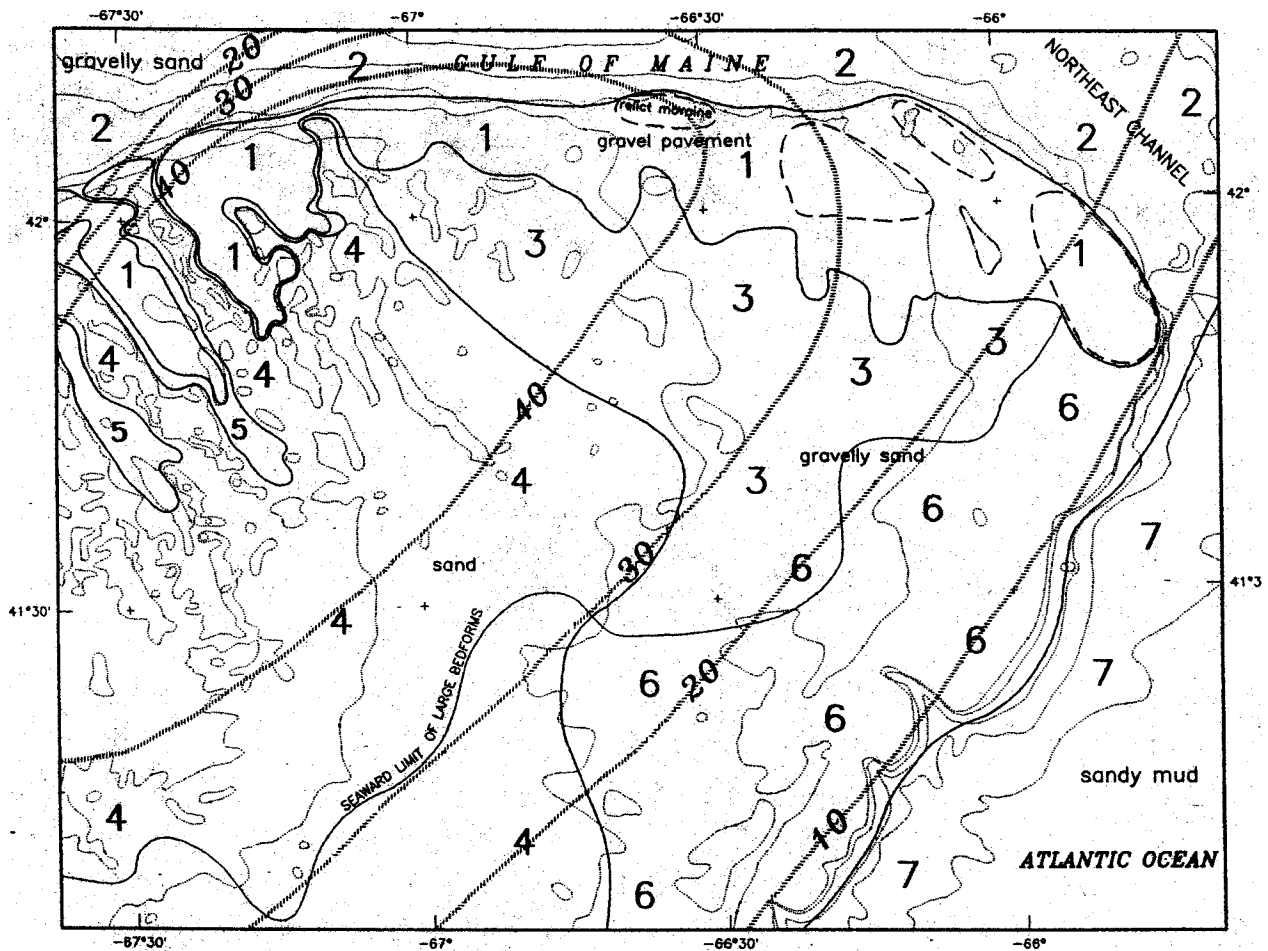 -67°30' -67° -66°30' -66°
gravelly sand 20 2 GULF OF MAINE 2 NORTHEAST CHANNEL
30 2
2 relict moraine 2
1 1 gravel pavement 1 2
40
42° 42°
1 1 4 3 1
3
4 4 3 3
40 6
5 5
4 gravelly sand
3 6
7
sand 30 6
41°30' 41°3
4 6
6 20 7
SEAWARD LIMIT OF LARGE BEDFORMS 6
sandy mud
4 4 10
ATLANTIC OCEAN
6 7
-67°30' -67° -66°30' -66°